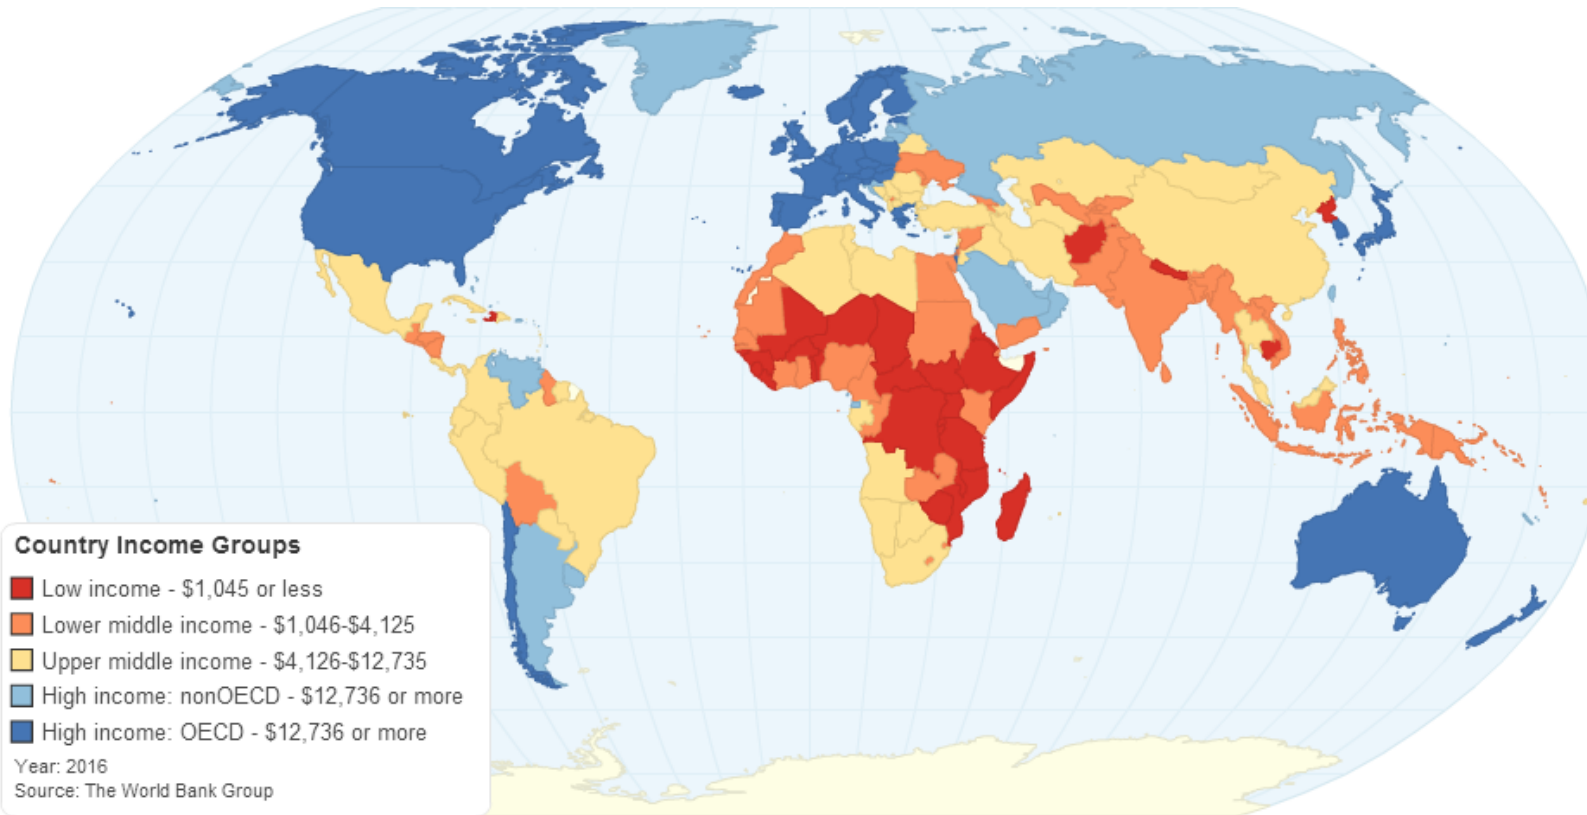 Country Income Groups
Low income - $1,045 or less
Lower middle income - $1,046-$4,125
Upper middle income - $4,126-$12,735
High income: nonOECD - $12,736 or more
High income: OECD - $12,736 or more
Year: 2016
Source: The World Bank Group